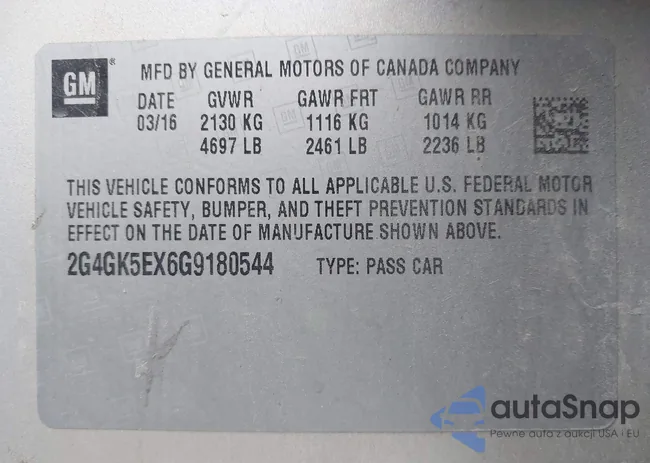 GM®
MFD BY GENERAL MOTORS OF CANADA COMPANY
DATE GVWR GAWR FRT GAWR RR
03/16 2130 KG 1116 KG 1014 KG
4697 LB 2461 LB 2236 LB
THIS VEHICLE CONFORMS TO ALL APPLICABLE U.S. FEDERAL MOTOR
VEHICLE SAFETY, BUMPER, AND THEFT PREVENTION STANDARDS IN
EFFECT ON THE DATE OF MANUFACTURE SHOWN ABOVE.
2G4GK5EX6G9180544 TYPE: PASS CAR
autaSnap
Pewne auta z aukcji USA i EU